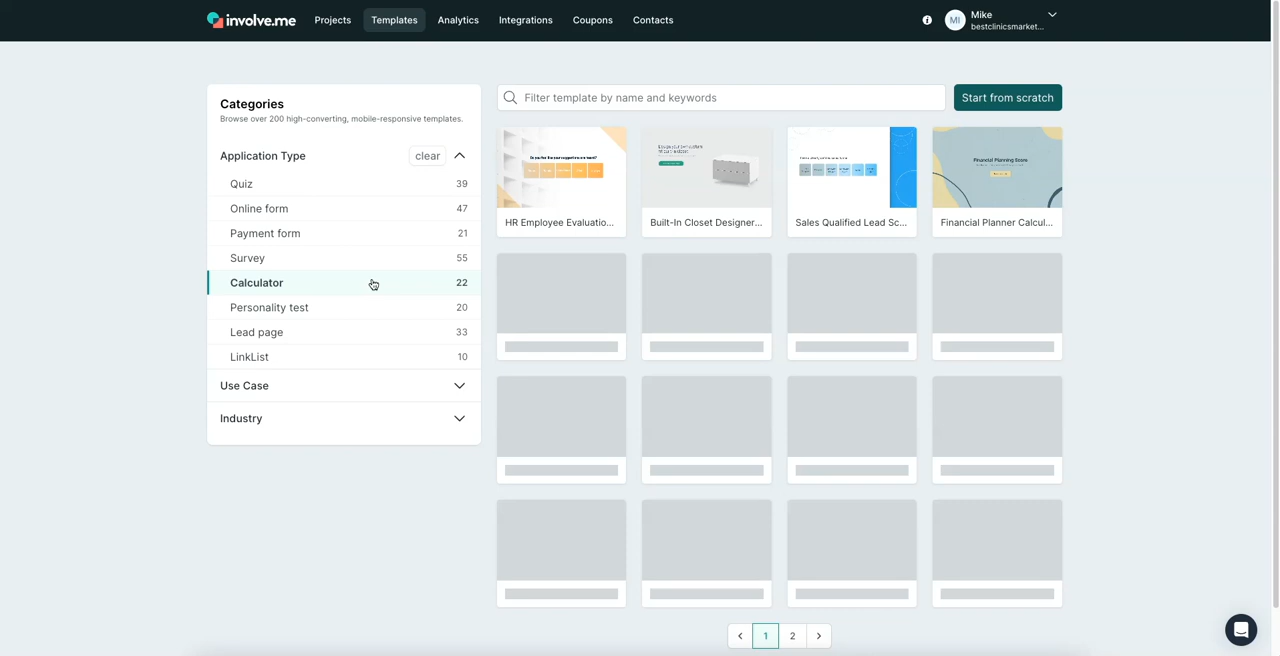 involve.me
Projects
Templates
Analytics
Integrations
Coupons
Contacts
MI
Mike
bestclinicsmarket...
Categories
Browse over 200 high-converting, mobile-responsive templates.
Application Type
clear
Quiz 39
Online form 47
Payment form 21
Survey 55
Calculator 22
Personality test 20
Lead page 33
LinkList 10
Use Case
Industry
Filter template by name and keywords
Start from scratch
Financial Planning Score
HR Employee Evaluatio...
Built-In Closet Designer...
Sales Qualified Lead Sc...
Financial Planner Calcul...
1
2